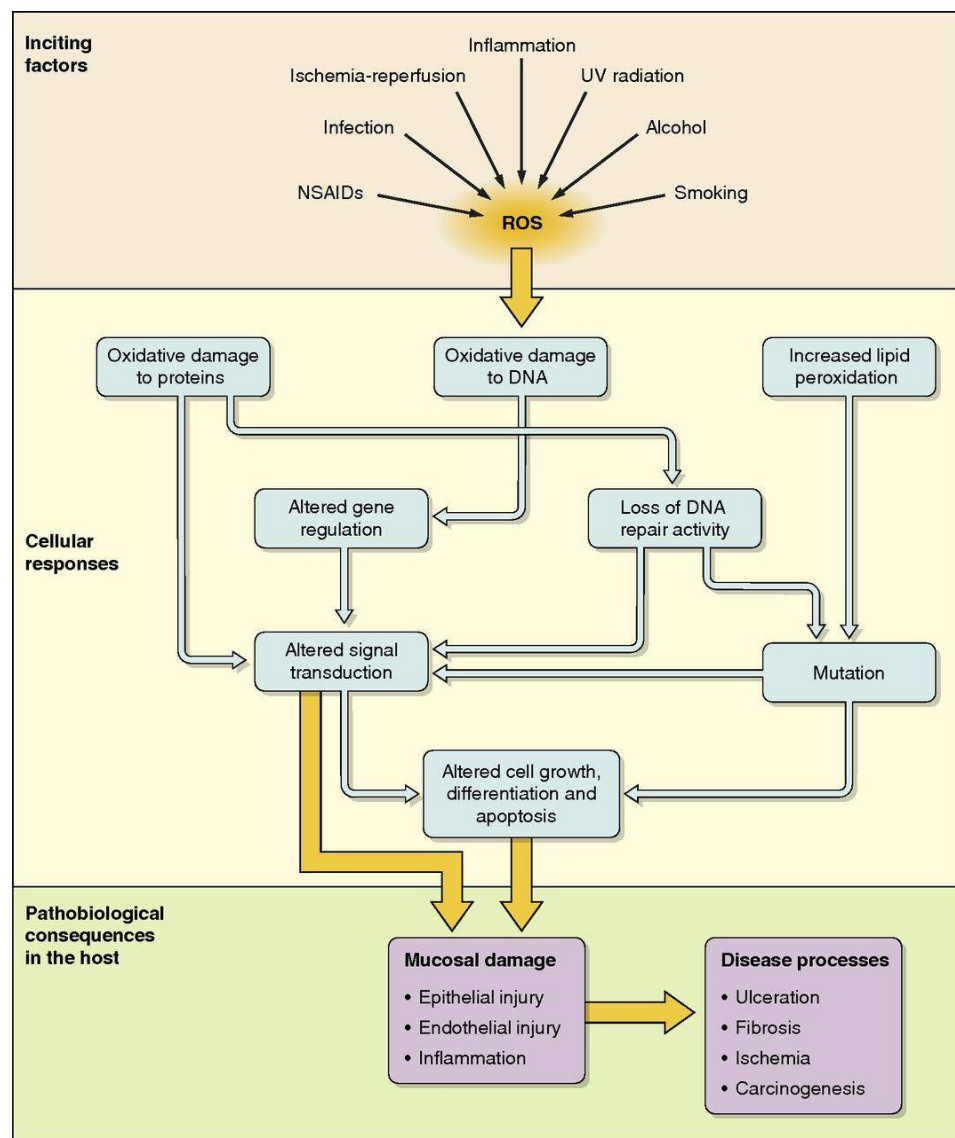 Inciting
factors
Inflammation
Ischemia-reperfusion
UV radiation
Infection
Alcohol
NSAIDs
Smoking
ROS
Cellular
responses
Oxidative damage
to proteins
Oxidative damage
to DNA
Increased lipid
peroxidation
Altered gene
regulation
Loss of DNA
repair activity
Altered signal
transduction
Mutation
Altered cell growth,
differentiation and
apoptosis
Pathobiological
consequences
in the host
Mucosal damage
• Epithelial injury
• Endothelial injury
• Inflammation
Disease processes
• Ulceration
• Fibrosis
• Ischemia
• Carcinogenesis